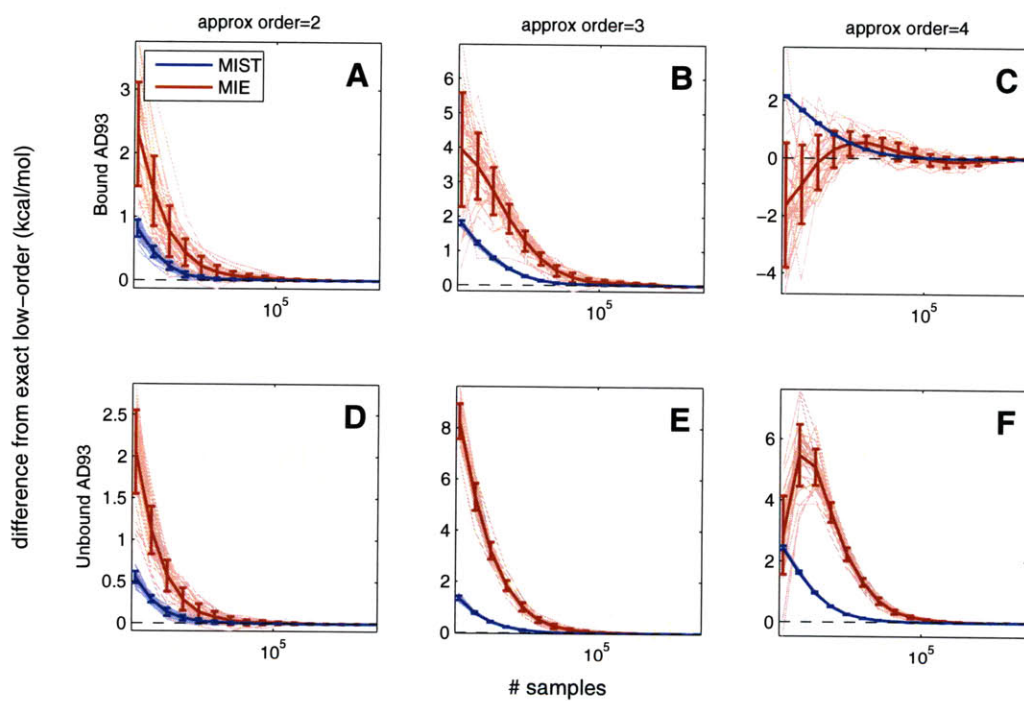 approx order=2
approx order=3
approx order=4
difference from exact low-order (kcal/mol)
Bound AD93
MIST
MIE
A
3
2
1
0
10^5
B
6
5
4
3
2
1
0
10^5
C
2
0
−2
−4
10^5
Unbound AD93
D
2.5
2
1.5
1
0.5
0
10^5
E
8
6
4
2
0
10^5
F
6
4
2
0
10^5
# samples